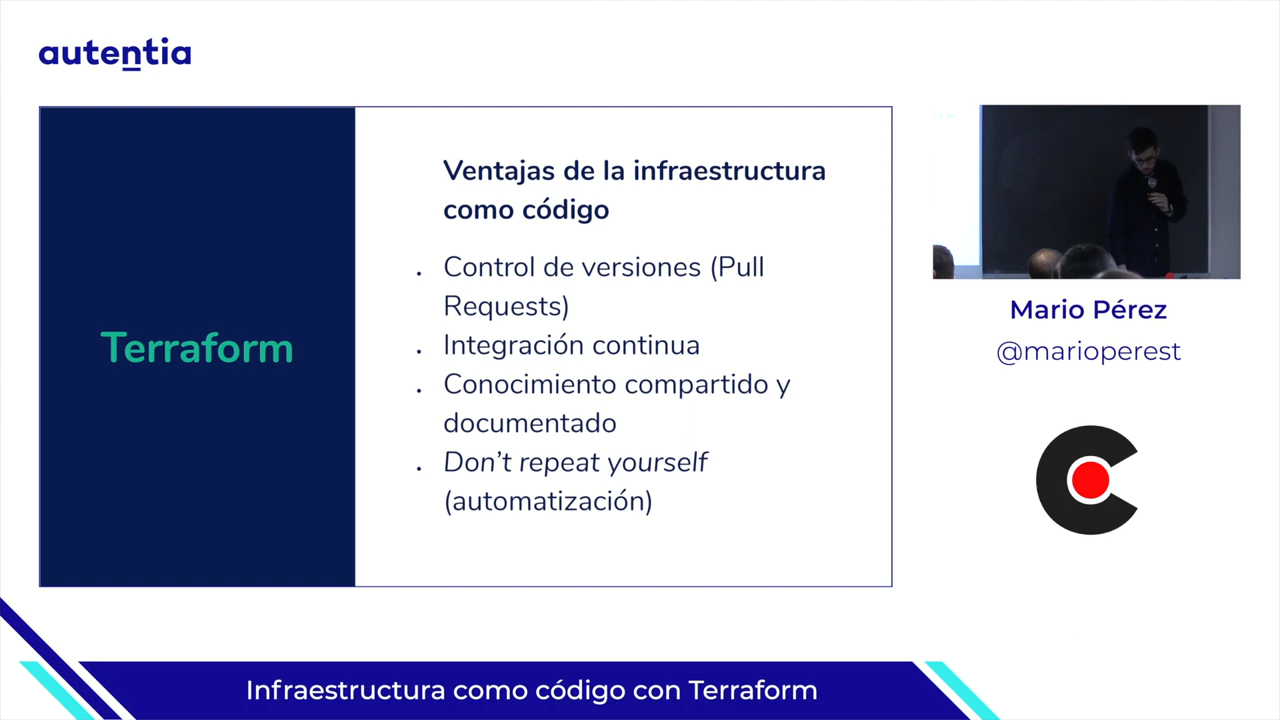 autentia
Terraform
Ventajas de la infraestructura
como código
. Control de versiones (Pull
Requests)
. Integración continua
. Conocimiento compartido y
documentado
. Don't repeat yourself
(automatización)
Mario Pérez
@marioperest
Infraestructura como código con Terraform